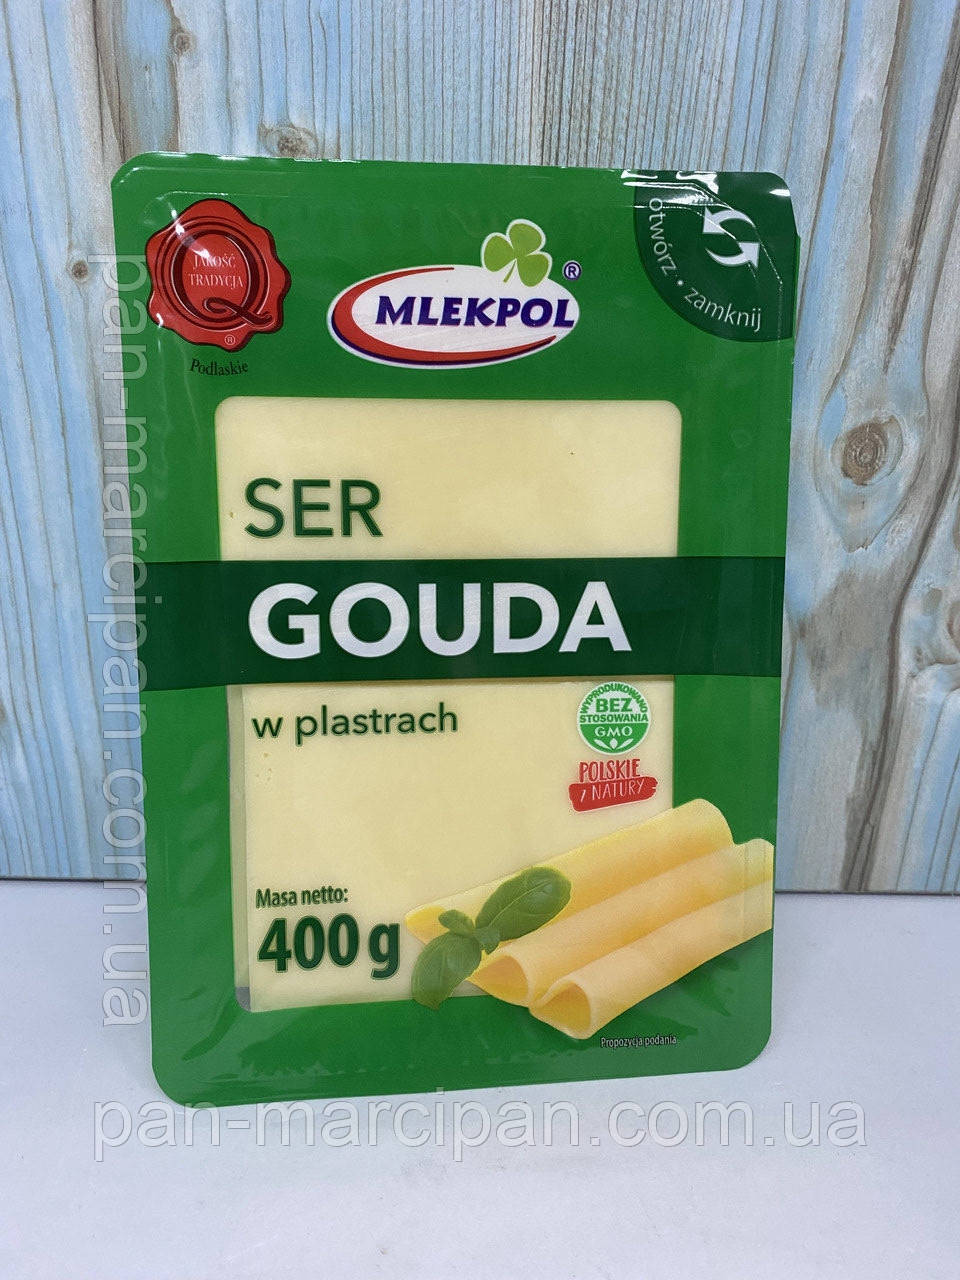 JAKOŚĆ
TRADYCJA
Q
®
Podlaskie
MLEKPOL®
otwórz · zamknij
SER
GOUDA
w plastrach
WYPRODUKOWANO
BEZ
STOSOWANIA
GMO
POLSKIE
Z NATURY
Masa netto:
400 g
Propozycja podania
pan-marcipan.com.ua
pan-marcipan.com.ua